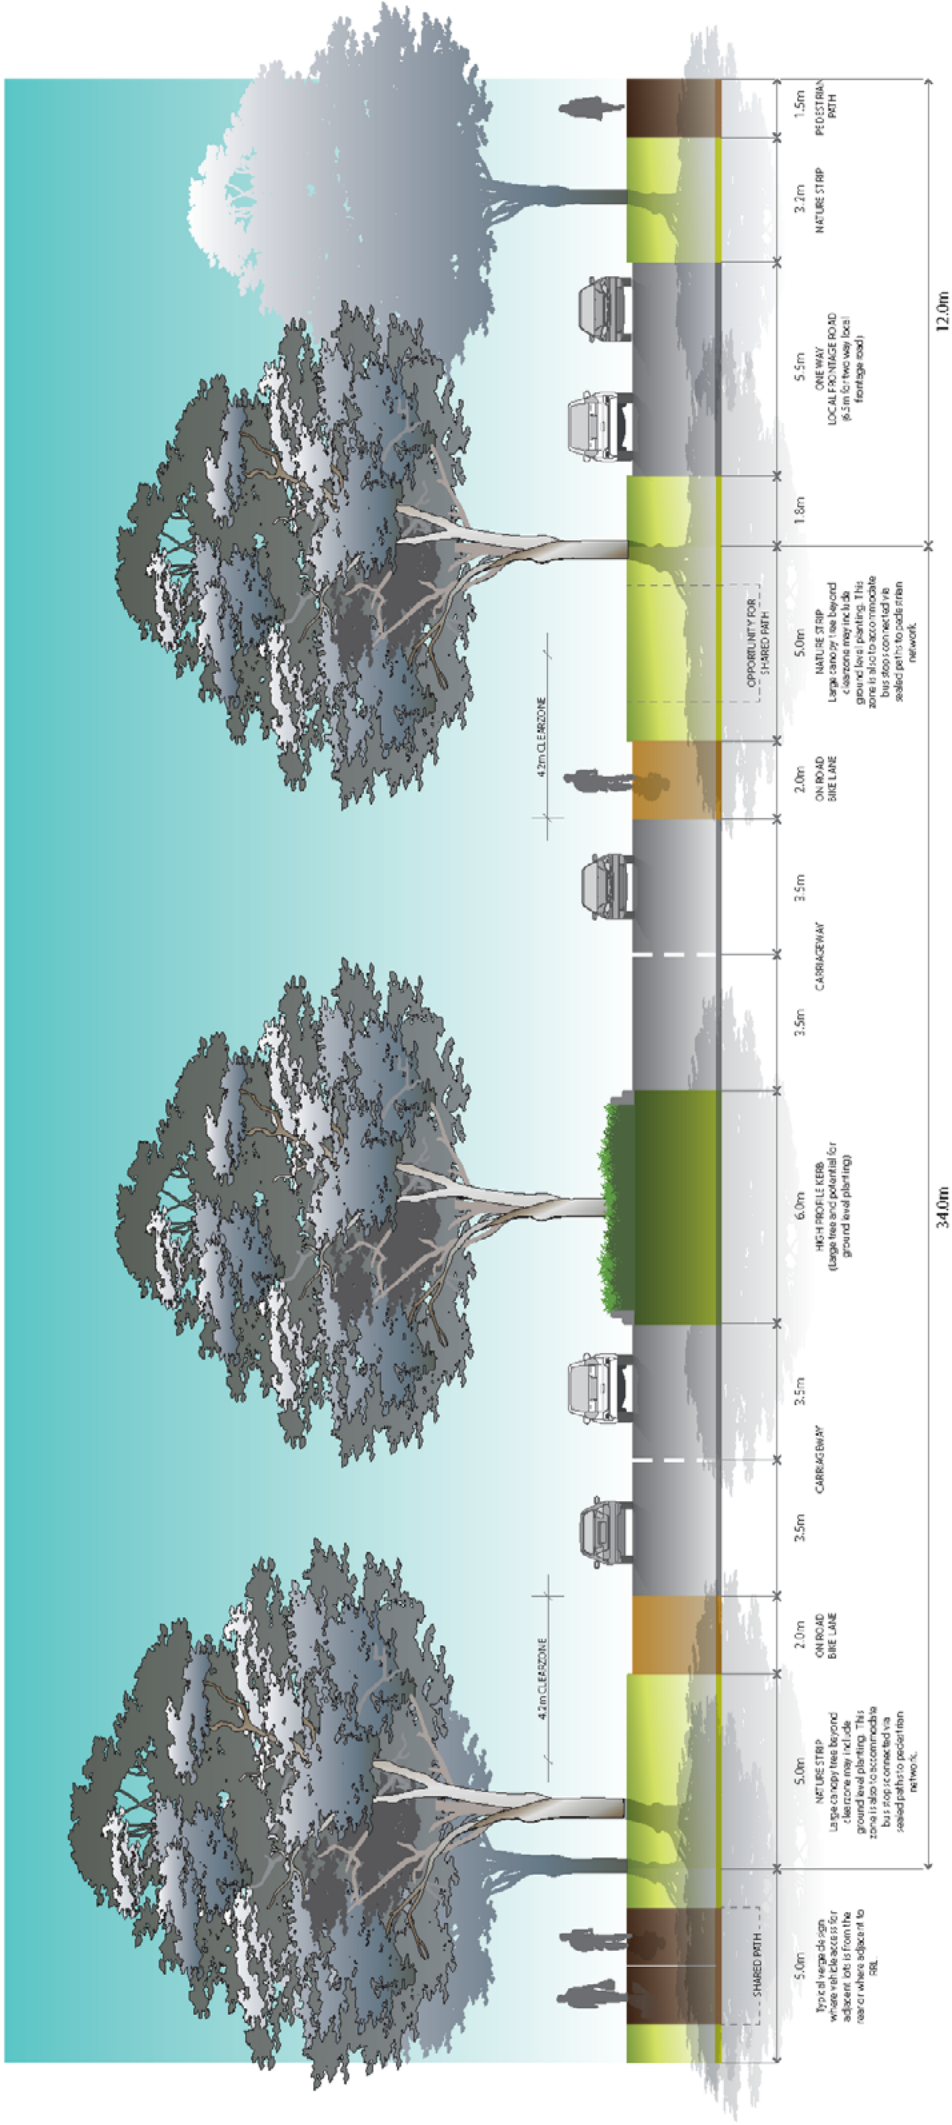 4.2m CLEARZONE
4.2m CLEARZONE
SHARED PATH
OPPORTUNITY FOR
SHARED PATH
5.0m
Typical verge design
where vehicle access for
adjacent lots is from the
rear or where adjacent to
RRL.
5.0m
NATURE STRIP
Large canopy tree beyond
clearzone may include
ground level planting. This
zone is also to accommodate
bus stops connected via
sealed paths to pedestrian
network.
2.0m
ON ROAD
BIKE LANE
3.5m
CARRIAGEWAY
3.5m
6.0m
HIGH PROFILE KERB
(Large tree and potential for
ground level planting)
3.5m
CARRIAGEWAY
3.5m
2.0m
ON ROAD
BIKE LANE
5.0m
NATURE STRIP
Large canopy tree beyond
clearzone may include
ground level planting. This
zone is also to accommodate
bus stops connected via
sealed paths to pedestrian
network.
1.8m
5.5m
ONE WAY
LOCAL FRONTAGE ROAD
(6.5m for two way local
frontage road)
3.2m
NATURE STRIP
1.5m
PEDESTRIAN
PATH
34.0m
12.0m